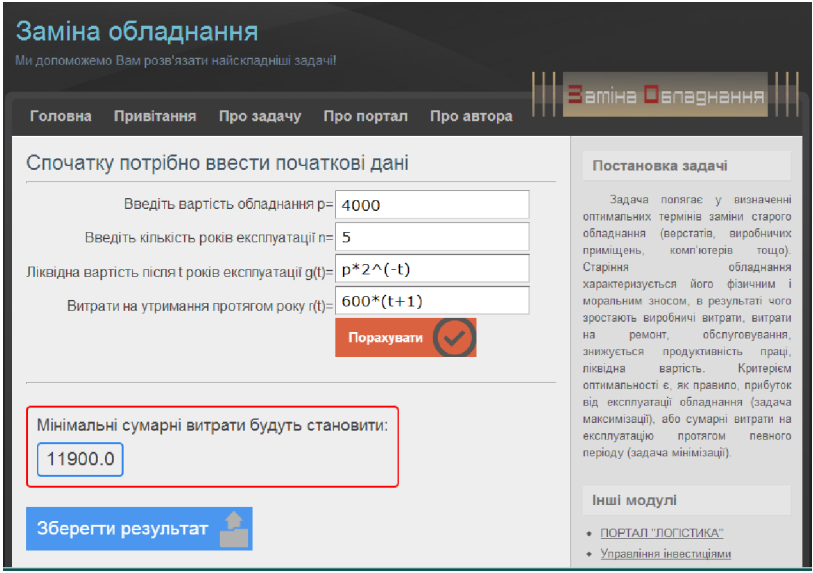 Заміна обладнання
Ми допоможемо Вам розв'язати найскладніші задачі!
Заміна Обладнання
Головна Привітання Про задачу Про портал Про автора
Спочатку потрібно ввести початкові дані
Введіть вартість обладнання p= 4000
Введіть кількість років експлуатації n= 5
Ліквідна вартість після t років експлуатації g(t)= p*2^(-t)
Витрати на утримання протягом року r(t)= 600*(t+1)
Порахувати
Мінімальні сумарні витрати будуть становити:
11900.0
Зберегти результат
Постановка задачі
Задача полягає у визначенні
оптимальних термінів заміни старого
обладнання (верстатів, виробничих
приміщень, комп'ютерів тощо).
Старіння обладнання
характеризується його фізичним і
моральним зносом, в результаті чого
зростають виробничі витрати, витрати
на ремонт, обслуговування,
знижується продуктивність праці,
ліквідна вартість. Критерієм
оптимальності є, як правило, прибуток
від експлуатації обладнання (задача
максимізації), або сумарні витрати на
експлуатацію протягом певного
періоду (задача мінімізації).
Інші модулі
ПОРТАЛ "ЛОГІСТИКА"
Управління інвестиціями